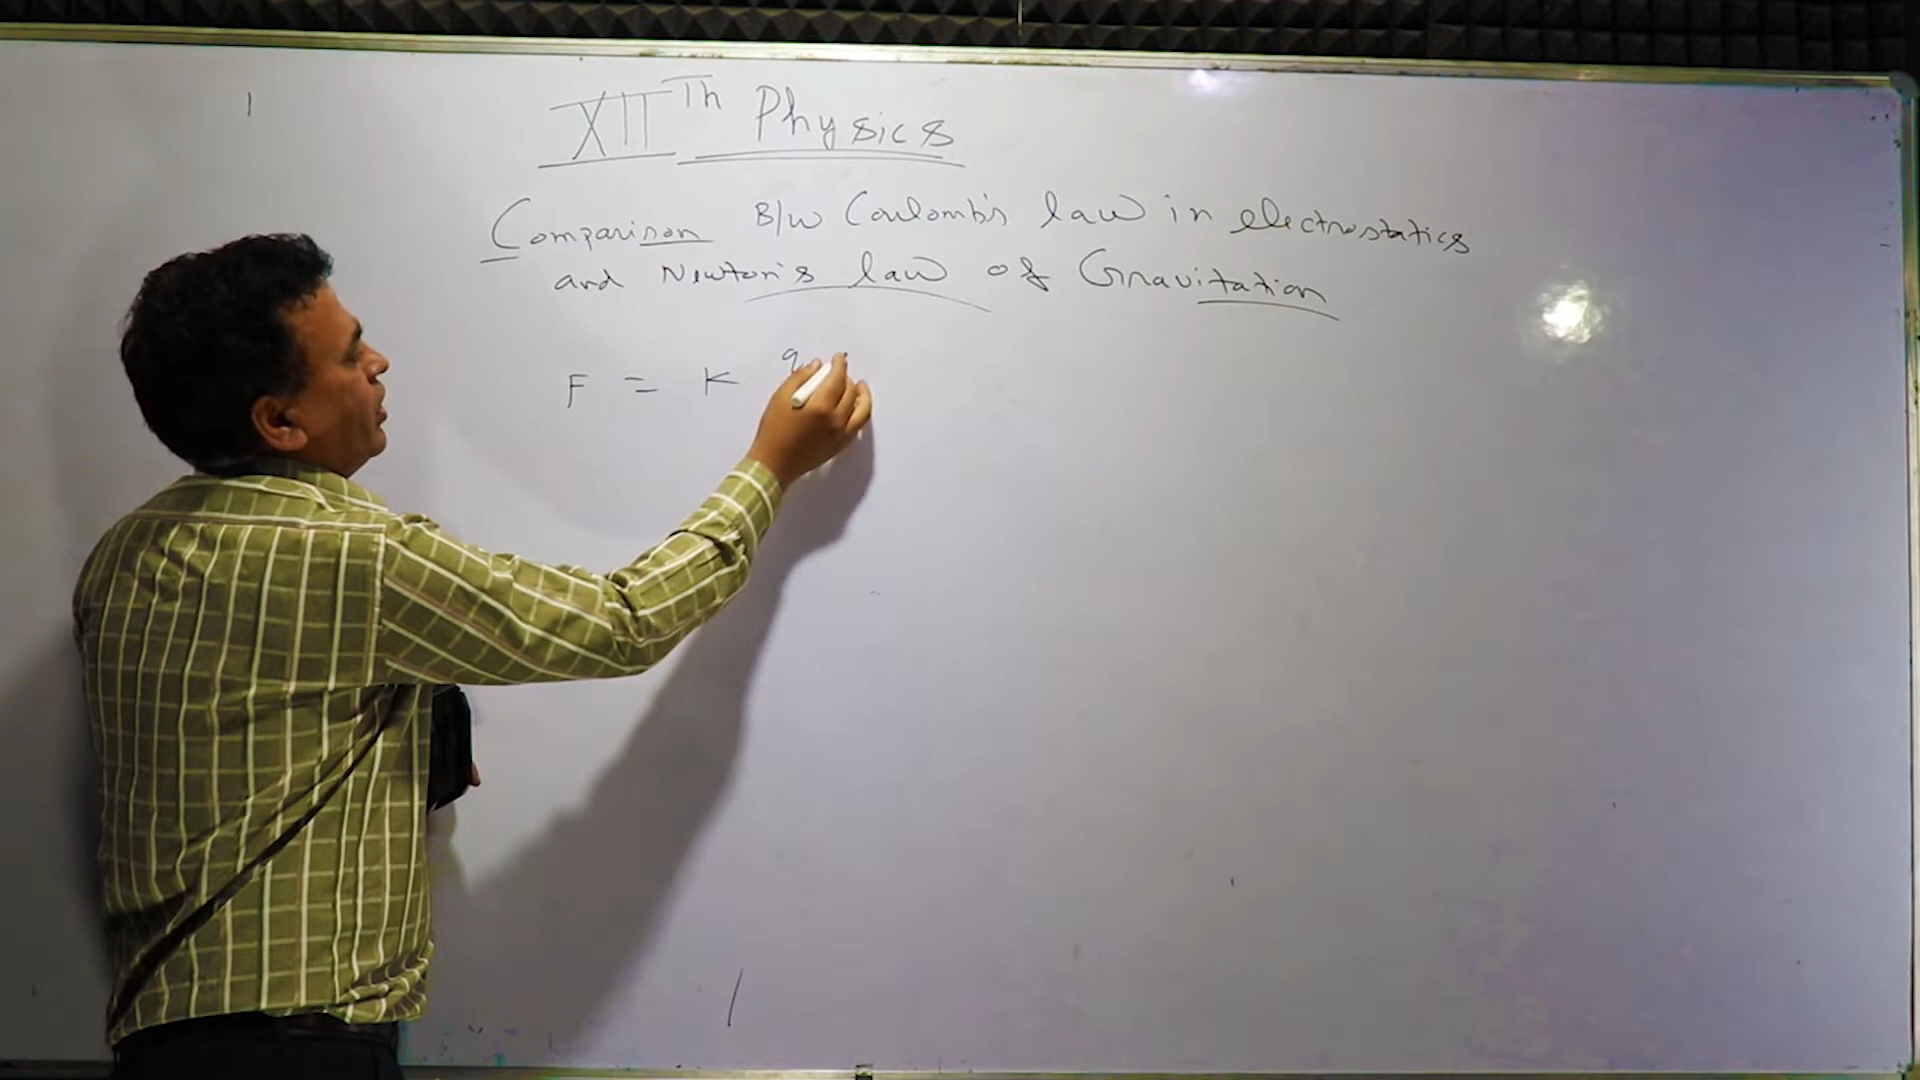 XIIth Physics
Comparison B/w Coulomb's law in electrostatics
and Newton's law of Gravitation
F = K q